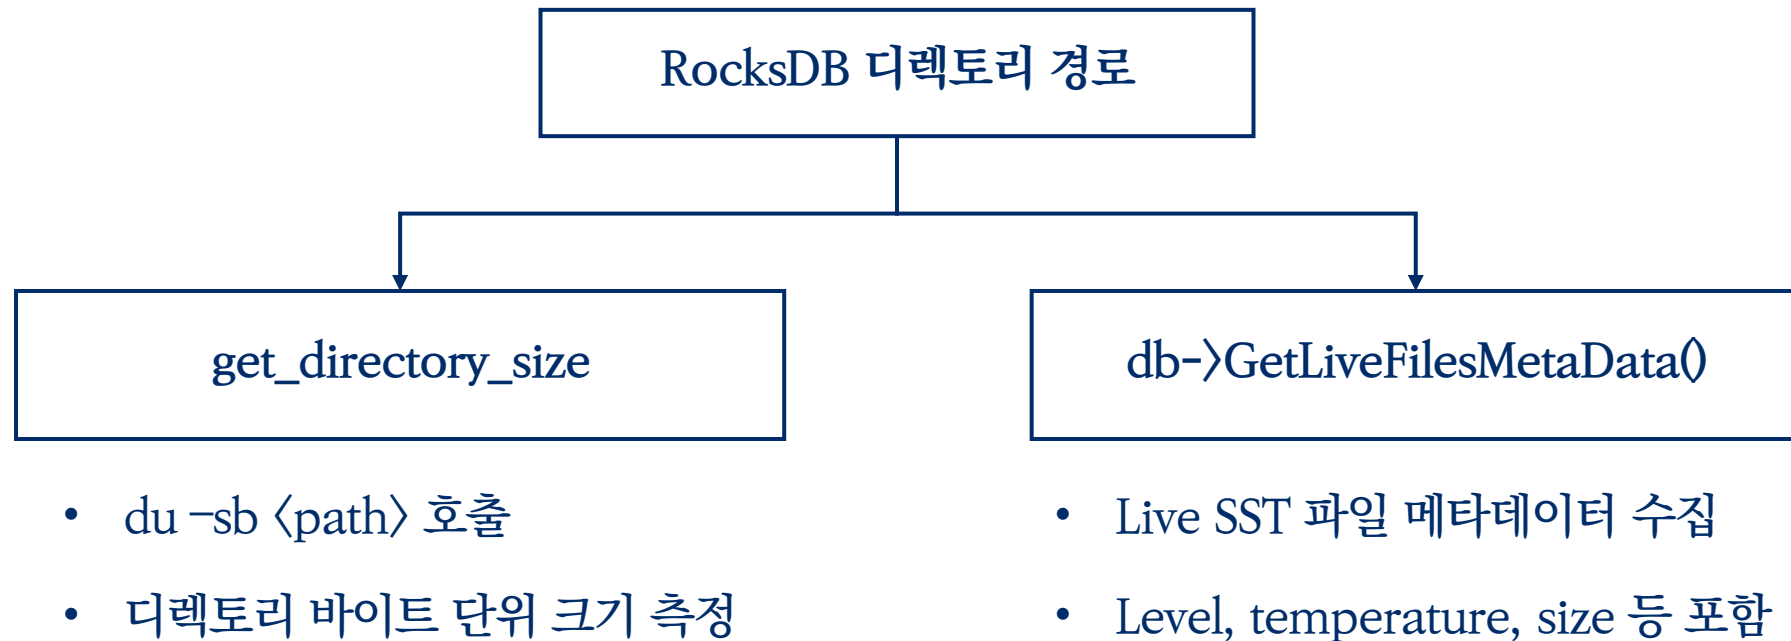 RocksDB 디렉토리 경로
get_directory_size
• du –sb <path> 호출
• 디렉토리 바이트 단위 크기 측정
db->GetLiveFilesMetaData()
• Live SST 파일 메타데이터 수집
• Level, temperature, size 등 포함